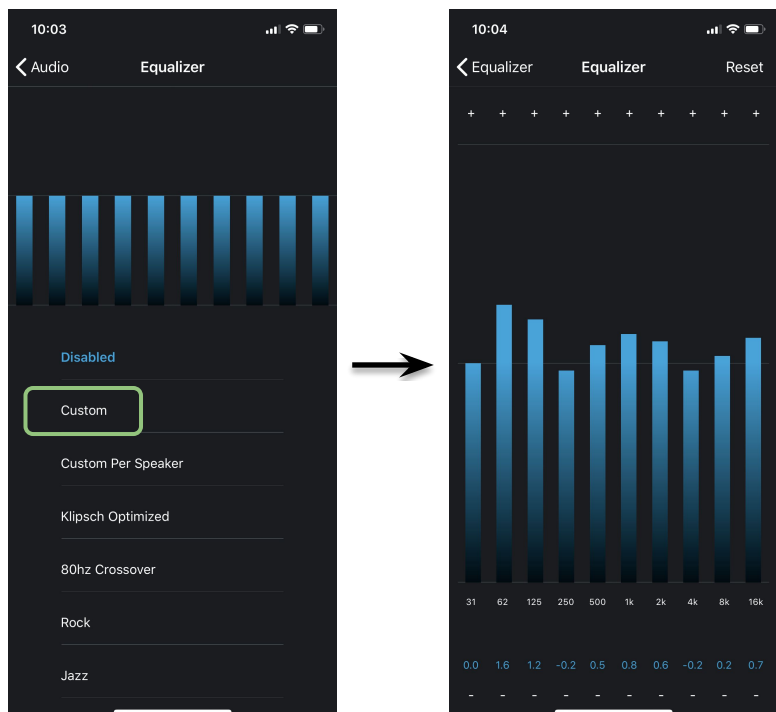 10:03
Audio
Equalizer
Disabled
Custom
Custom Per Speaker
Klipsch Optimized
80hz Crossover
Rock
Jazz
10:04
Equalizer
Equalizer
Reset
+ + + + + + + + + +
31 62 125 250 500 1k 2k 4k 8k 16k
0.0 1.6 1.2 -0.2 0.5 0.8 0.6 -0.2 0.2 0.7
- - - - - - - - - -